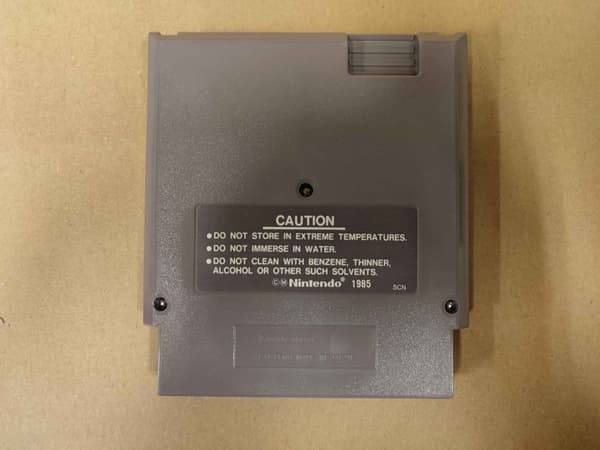 CAUTION
● DO NOT STORE IN EXTREME TEMPERATURES.
● DO NOT IMMERSE IN WATER.
● DO NOT CLEAN WITH BENZENE, THINNER,
ALCOHOL OR OTHER SUCH SOLVENTS.
©Ⓜ Nintendo® 1985 SCN